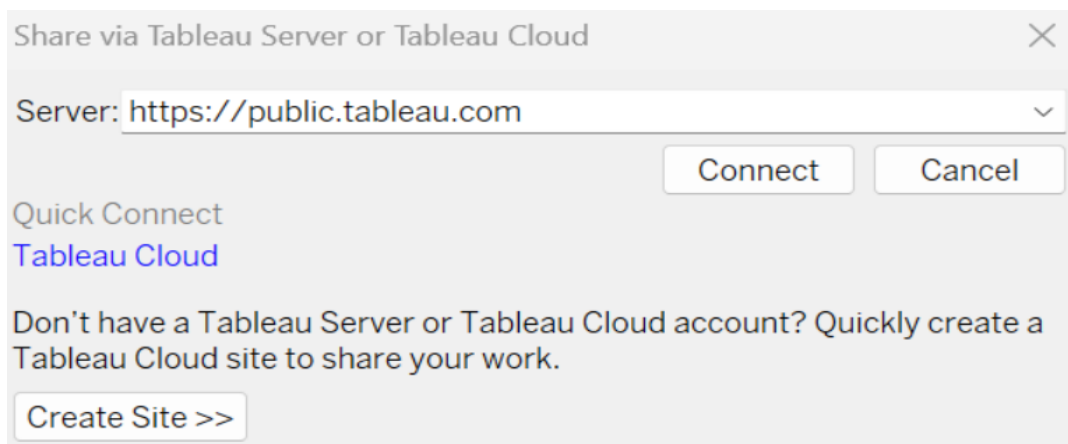 Share via Tableau Server or Tableau Cloud
Server: https://public.tableau.com
Connect Cancel
Quick Connect
Tableau Cloud
Don't have a Tableau Server or Tableau Cloud account? Quickly create a
Tableau Cloud site to share your work.
Create Site >>